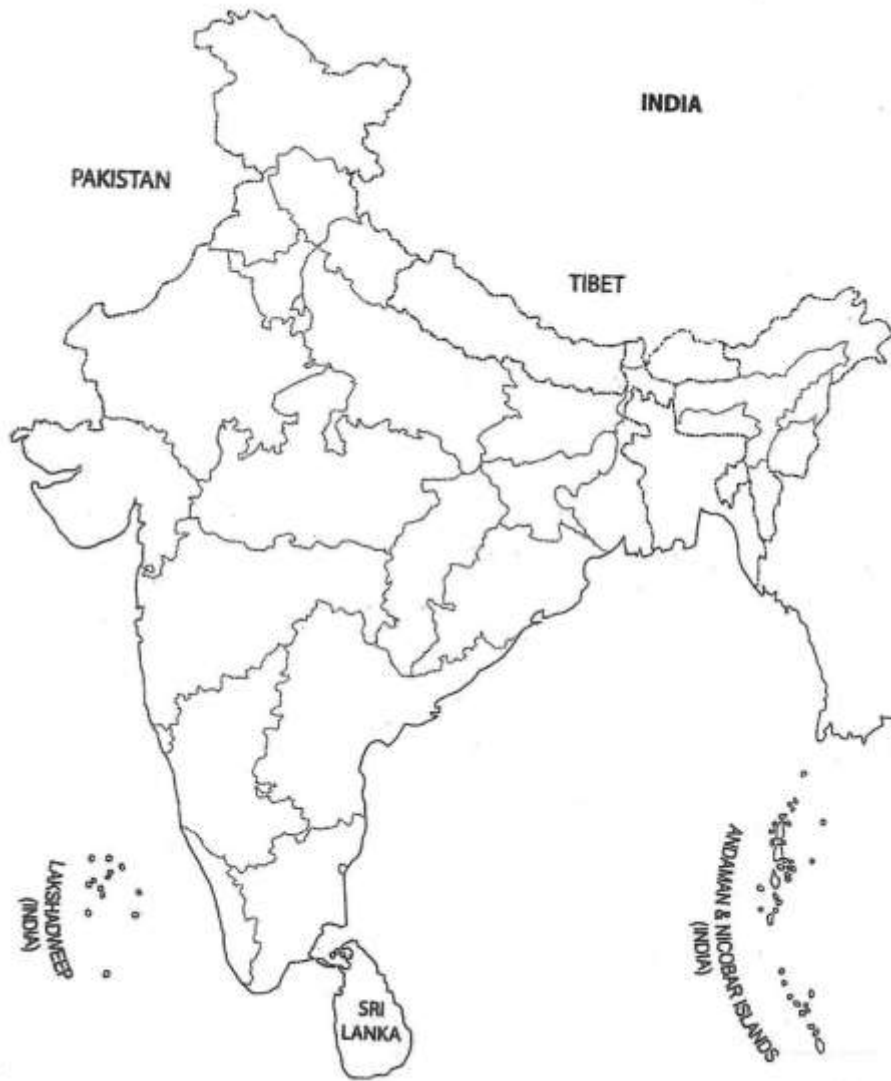 INDIA
PAKISTAN
TIBET
LAKSHADWEEP
(INDIA)
ANDAMAN & NICOBAR ISLANDS
(INDIA)
SRI
LANKA